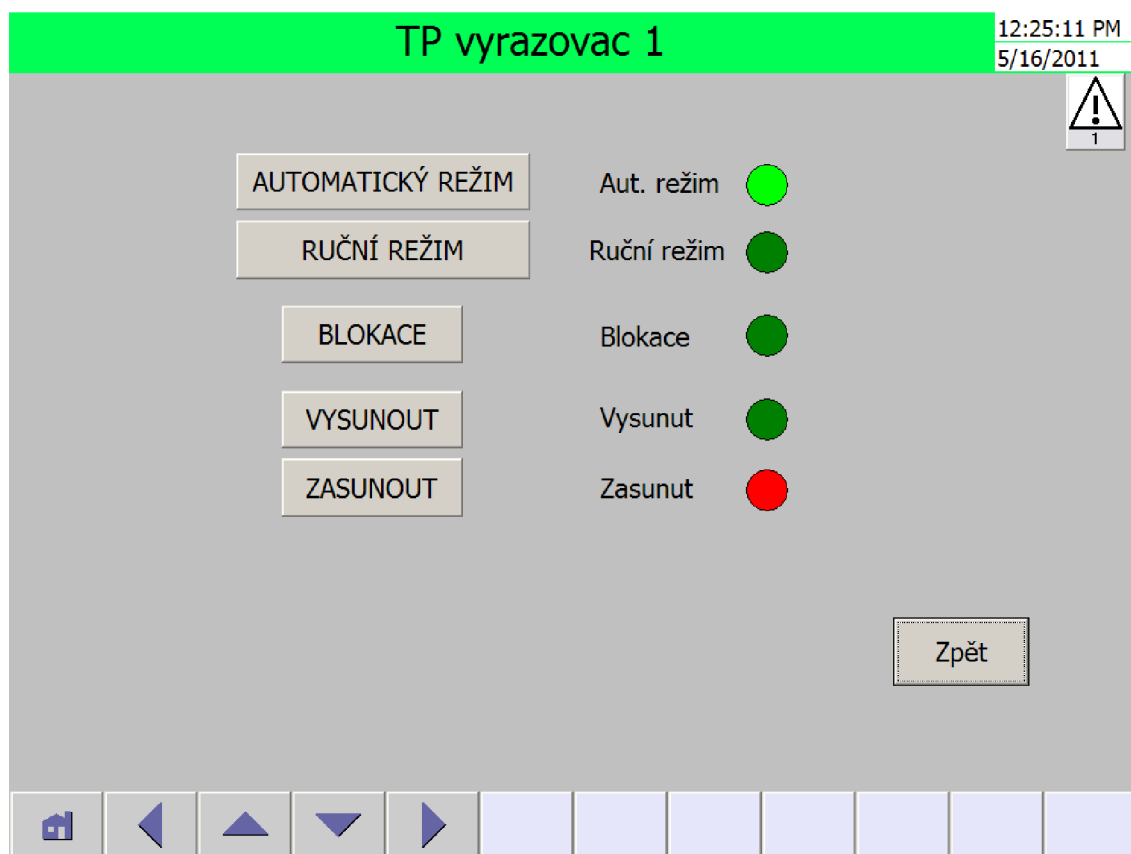 TP vyrazovac 1
12:25:11 PM
5/16/2011
1
AUTOMATICKÝ REŽIM
Aut. režim
RUČNÍ REŽIM
Ruční režim
BLOKACE
Blokace
VYSUNOUT
Vysunut
ZASUNOUT
Zasunut
Zpět